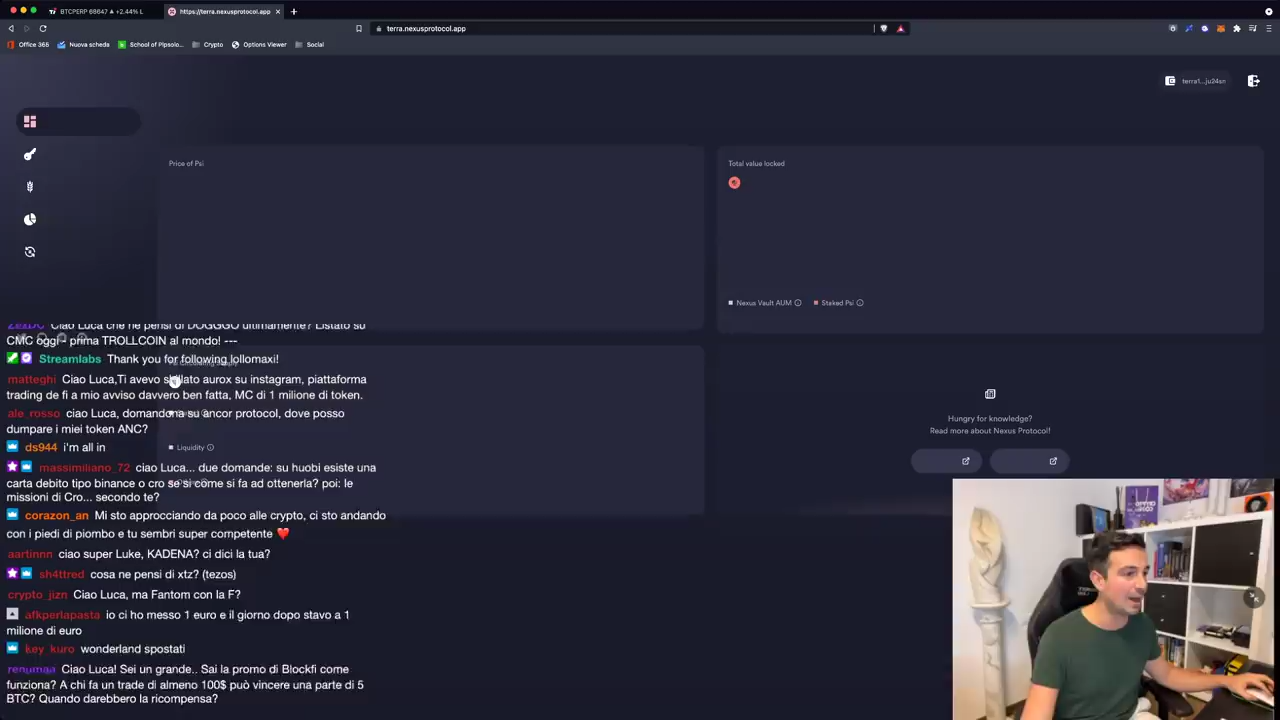 BTCPERP 68647 ▲ +2.44% L
https://terra.nexusprotocol.app
terra.nexusprotocol.app
Office 365
Nuova scheda
School of Pipsolo...
Crypto
Options Viewer
Social
terra1...ju24sn
Price of Psi
Total value locked
Nexus Vault AUM
Staked Psi
Liquidity
Hungry for knowledge?
Read more about Nexus Protocol!
ZezDC Ciao Luca che ne pensi di DOGGGO ultimamente? Listato su
CMC oggi - prima TROLLCOIN al mondo! ---
Streamlabs Thank you for following lollomaxi!
matteghi Ciao Luca,Ti avevo skillato aurox su instagram, piattaforma
trading de fi a mio avviso davvero ben fatta, MC di 1 milione di token.
ale_rosso ciao Luca, domandona su ancor protocol, dove posso
dumpare i miei token ANC?
ds944 i'm all in
massimiliano_72 ciao Luca... due domande: su huobi esiste una
carta debito tipo binance o cro se si come si fa ad ottenerla? poi: le
missioni di Cro... secondo te?
corazon_an Mi sto approcciando da poco alle crypto, ci sto andando
con i piedi di piombo e tu sembri super competente ❤️
aartinnn ciao super Luke, KADENA? ci dici la tua?
sh4ttred cosa ne pensi di xtz? (tezos)
crypto_jizn Ciao Luca, ma Fantom con la F?
afkperlapasta io ci ho messo 1 euro e il giorno dopo stavo a 1
milione di euro
key_kuro wonderland spostati
renumaa Ciao Luca! Sei un grande.. Sai la promo di Blockfi come
funziona? A chi fa un trade di almeno 100$ può vincere una parte di 5
BTC? Quando darebbero la ricompensa?